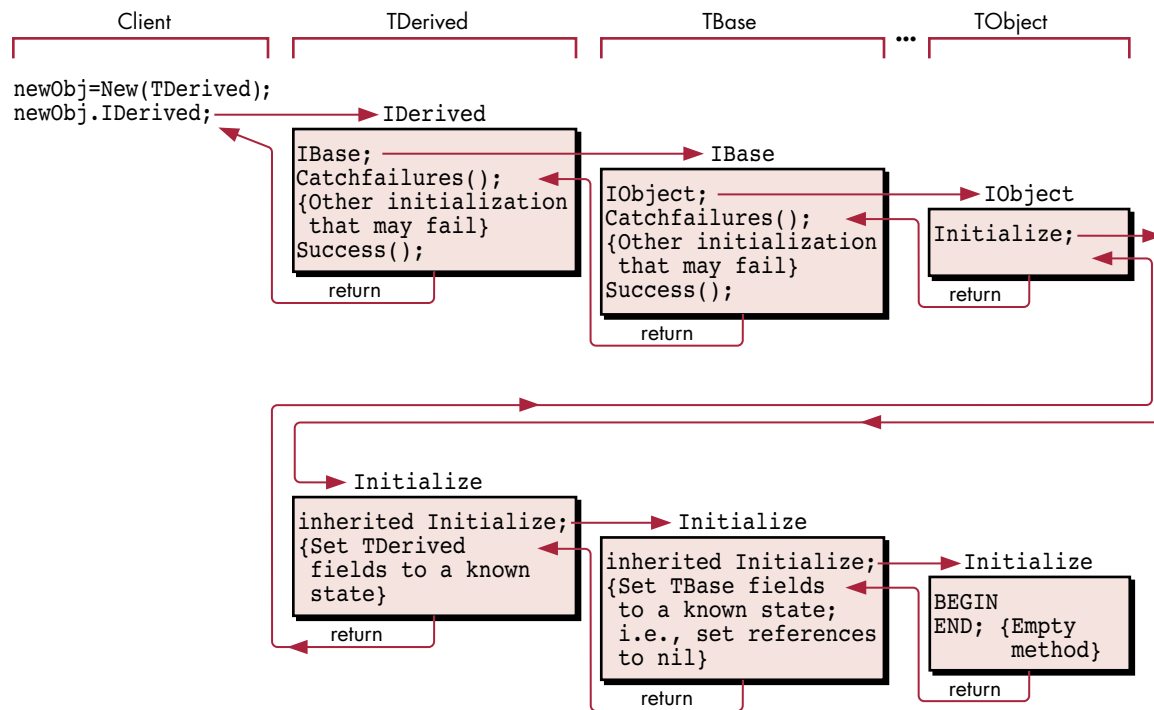 Client
TDerived
TBase
...
TObject
newObj=New(TDerived);
newObj.IDerived;
IDerived
IBase;
Catchfailures();
{Other initialization
that may fail}
Success();
return
IBase
IObject;
Catchfailures();
{Other initialization
that may fail}
Success();
return
IObject
Initialize;
return
Initialize
inherited Initialize;
{Set TDerived
fields to a known
state}
return
Initialize
inherited Initialize;
{Set TBase fields
to a known state;
i.e., set references
to nil}
return
Initialize
BEGIN
END; {Empty
method}
return